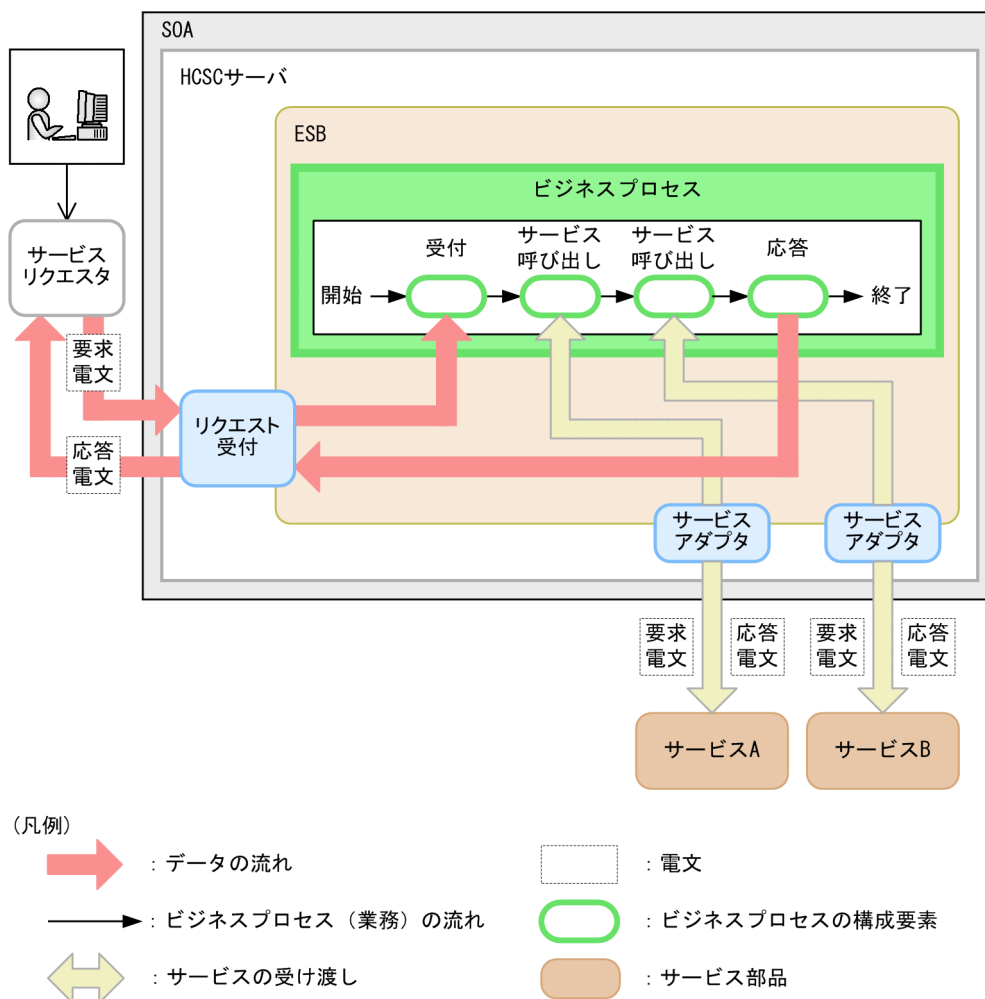 SOA
HCSCサーバ
ESB
ビジネスプロセス
受付
サービス
呼び出し
サービス
呼び出し
応答
開始
終了
サービス
リクエスタ
要求
電文
応答
電文
リクエスト
受付
サービス
アダプタ
サービス
アダプタ
要求
電文
応答
電文
要求
電文
応答
電文
サービスA
サービスB
(凡例)
: データの流れ
: 電文
: ビジネスプロセス(業務)の流れ
: ビジネスプロセスの構成要素
: サービスの受け渡し
: サービス部品